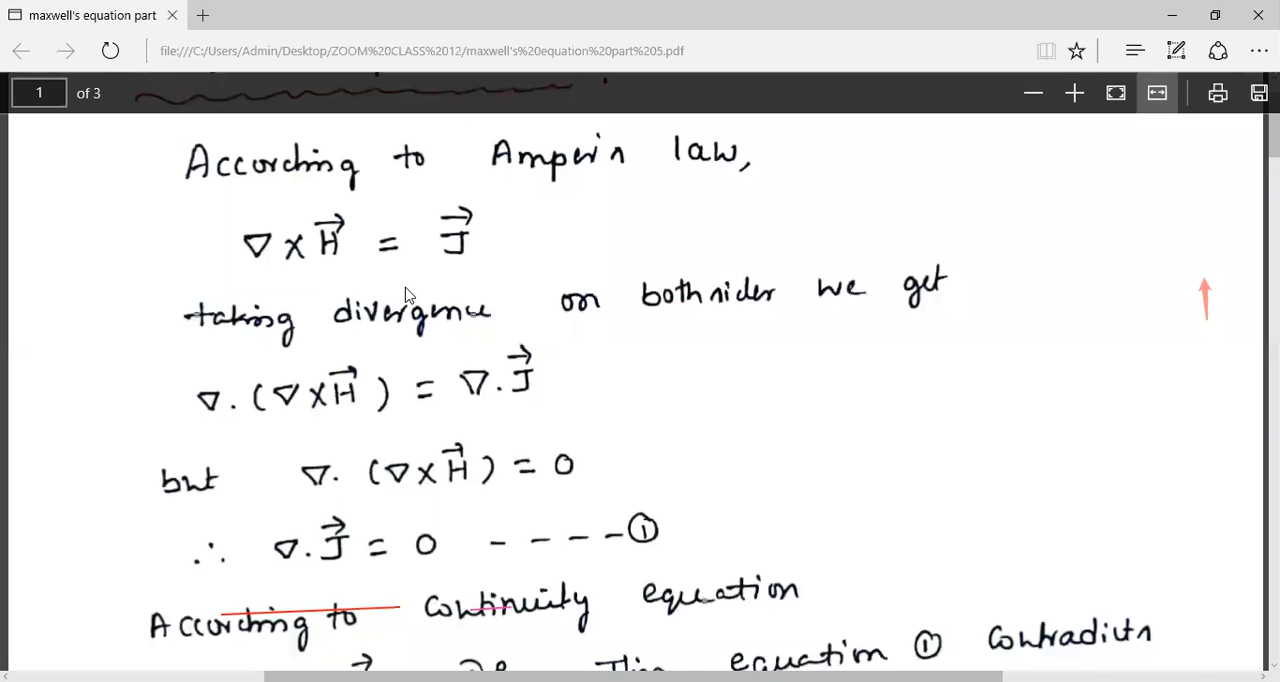 maxwell's equation part
file:///C:/Users/Admin/Desktop/ZOOM%20CLASS%2012/maxwell's%20equation%20part%205.pdf
1 of 3
According to Ampere's law,
∇ × H⃗ = J⃗
taking divergence on both sides we get
∇. (∇ × H⃗) = ∇. J⃗
but ∇. (∇ × H⃗) = 0
∴ ∇. J⃗ = 0 - - - - ①
According to continuity equation
This equation ① contradicts